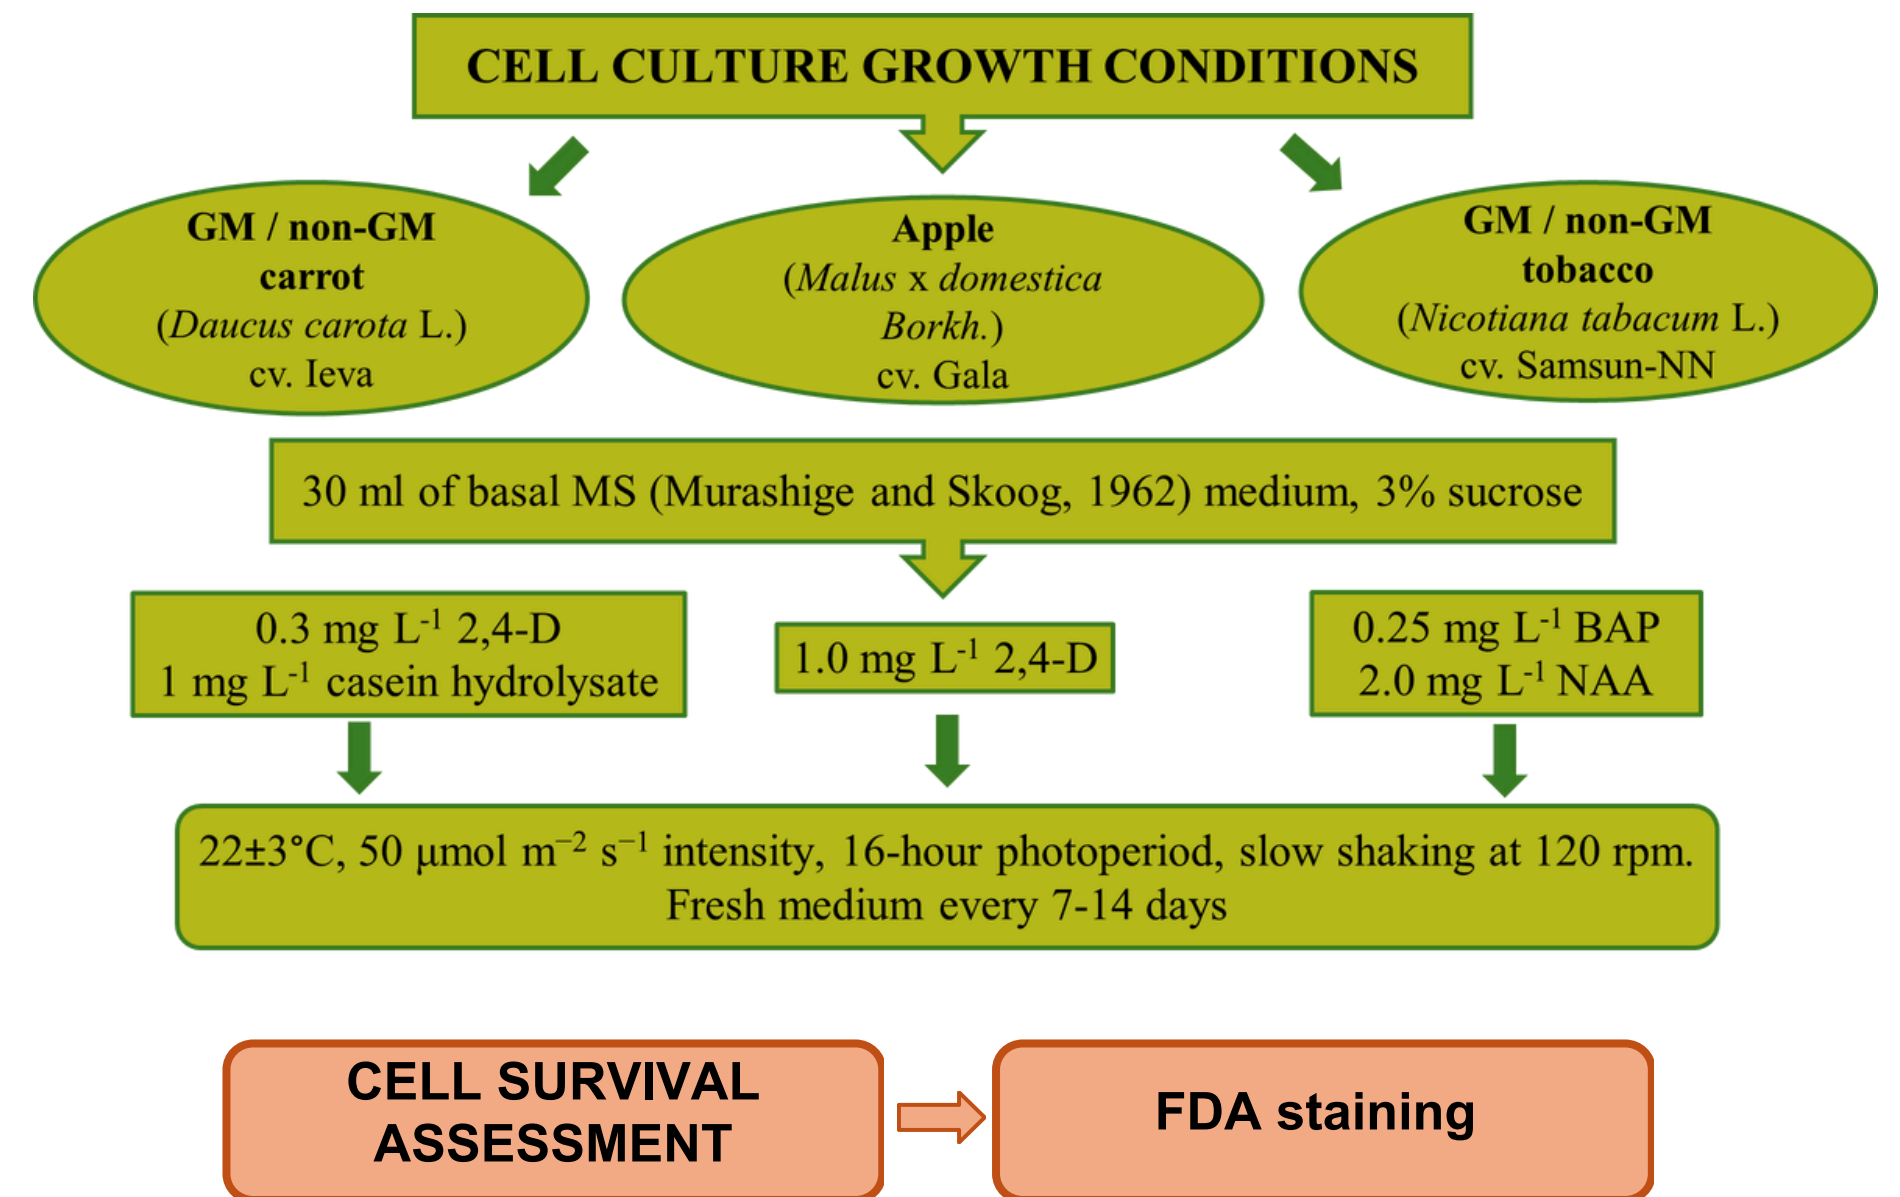 CELL CULTURE GROWTH CONDITIONS
GM / non-GM
carrot
(Daucus carota L.)
cv. Ieva
Apple
(Malus x domestica
Borkh.)
cv. Gala
GM / non-GM
tobacco
(Nicotiana tabacum L.)
cv. Samsun-NN
30 ml of basal MS (Murashige and Skoog, 1962) medium, 3% sucrose
0.3 mg L⁻¹ 2,4-D
1 mg L⁻¹ casein hydrolysate
1.0 mg L⁻¹ 2,4-D
0.25 mg L⁻¹ BAP
2.0 mg L⁻¹ NAA
22±3°C, 50 μmol m⁻² s⁻¹ intensity, 16-hour photoperiod, slow shaking at 120 rpm.
Fresh medium every 7-14 days
CELL SURVIVAL
ASSESSMENT
FDA staining